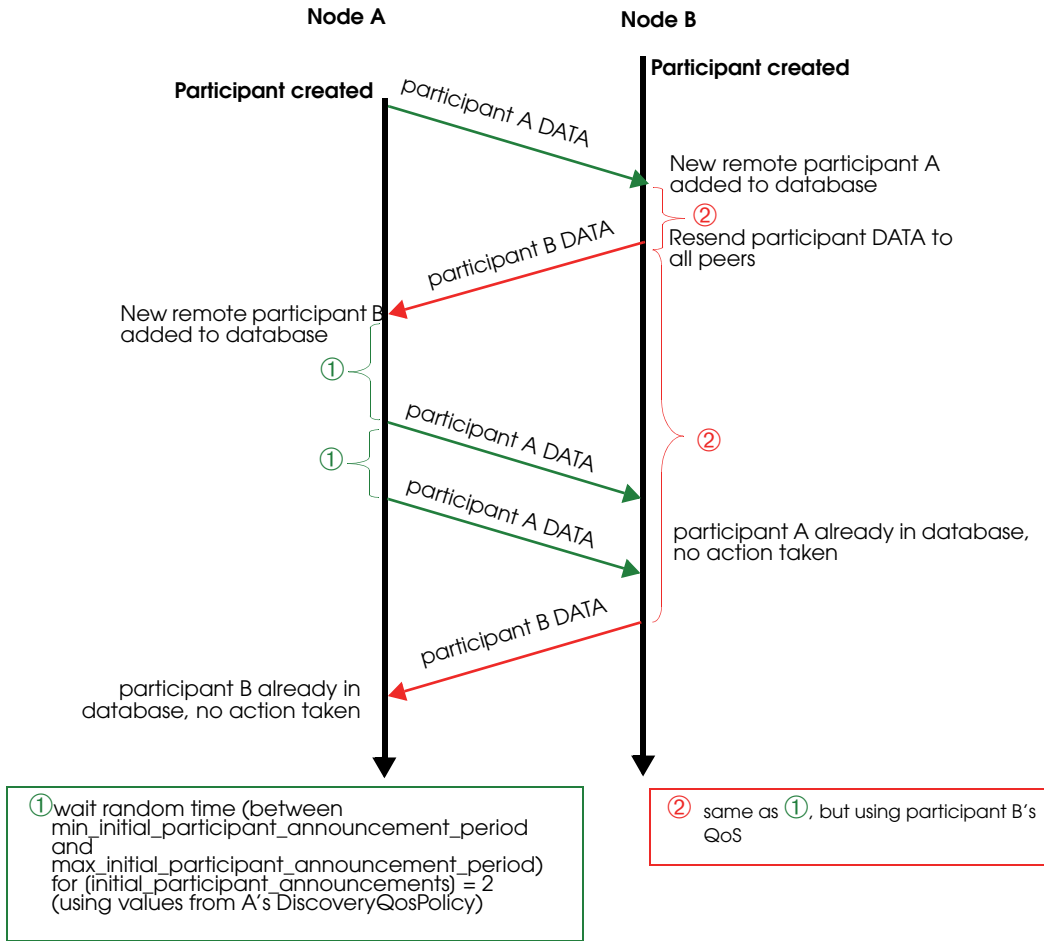 Node A
Node B
Participant created
Participant created
participant A DATA
New remote participant A
added to database
②
participant B DATA
Resend participant DATA to
all peers
New remote participant B
added to database
①
participant A DATA
②
①
participant A DATA
participant A already in database,
no action taken
participant B DATA
participant B already in
database, no action taken
① wait random time (between
min_initial_participant_announcement_period
and
max_initial_participant_announcement_period)
for (initial_participant_announcements) = 2
(using values from A's DiscoveryQosPolicy)
② same as ①, but using participant B's
QoS